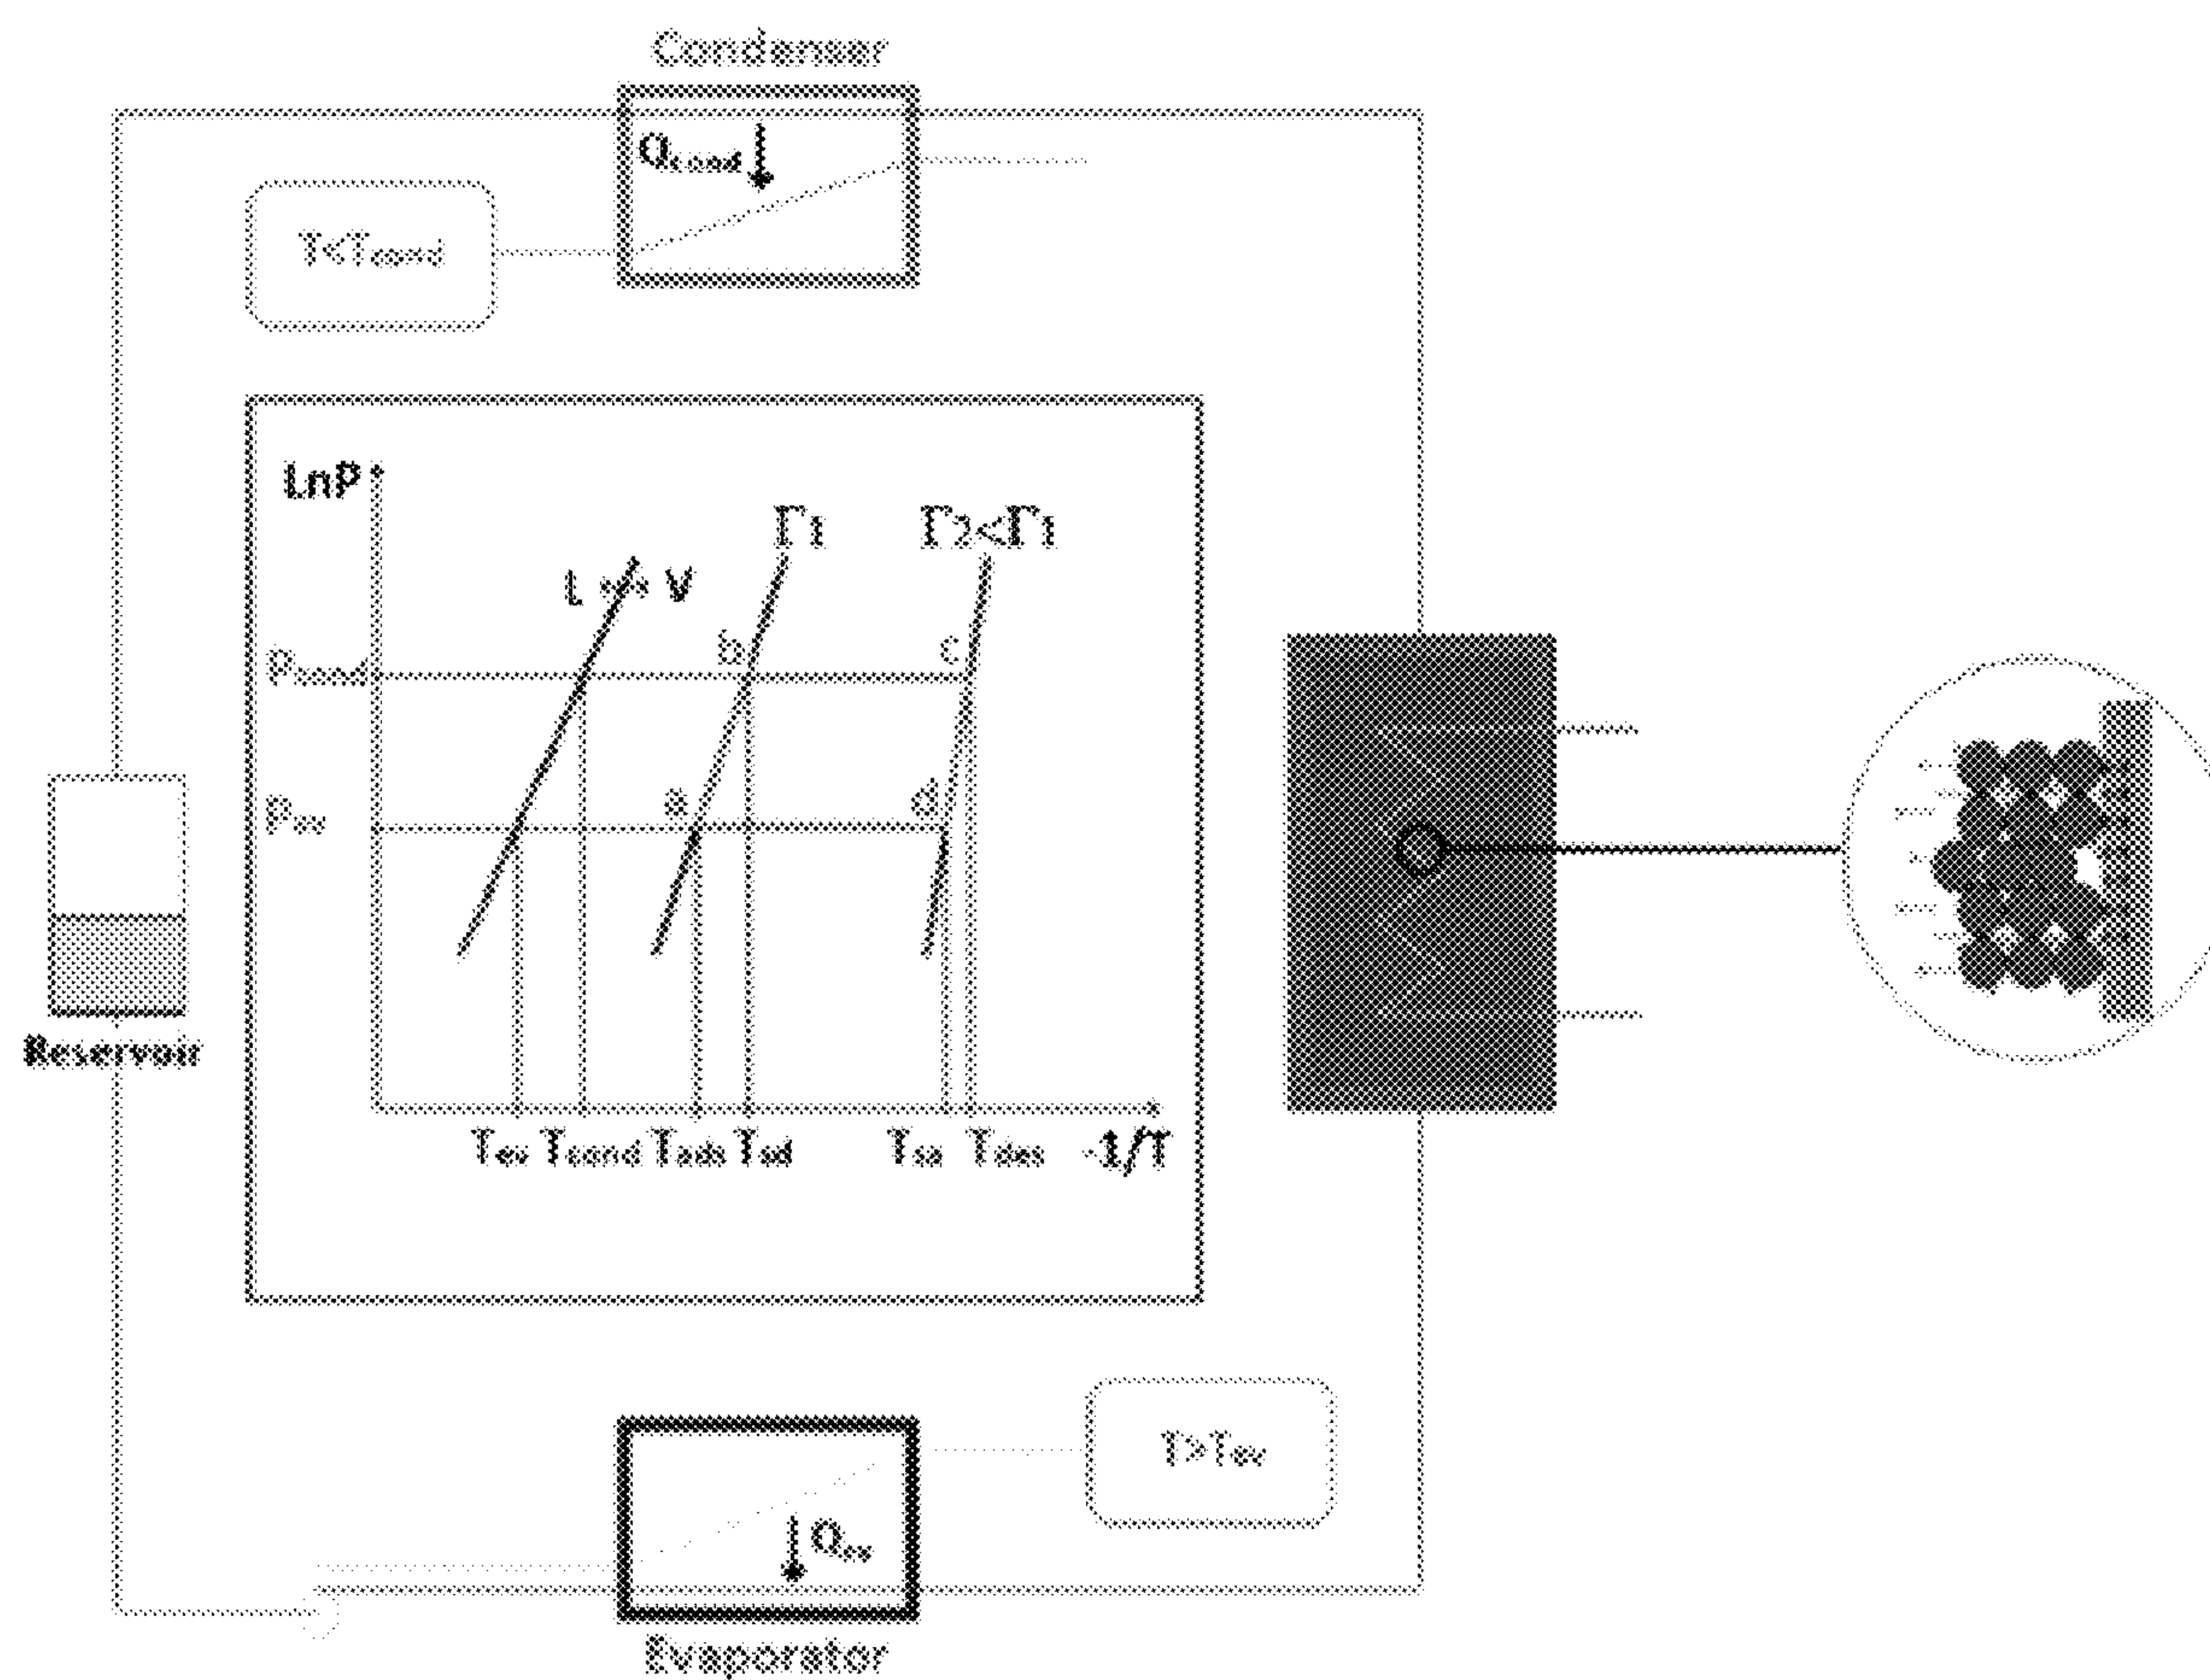 Condenser
Qcond
T<Tcond
LnP
Γ1
Γ2<Γ1
L V
b
c
Pcond
a
d
Pev
Reservoir
Tev Tcond Tads Tad Tsa Tdes -1/T
T>Tev
Qev
Evaporator